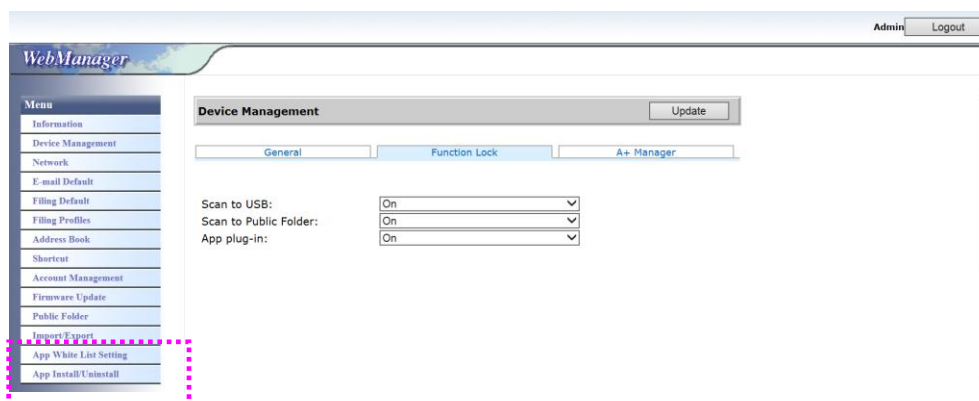 Admin Logout
WebManager
Menu
Information
Device Management
Network
E-mail Default
Filing Default
Filing Profiles
Address Book
Shortcut
Account Management
Firmware Update
Public Folder
Import/Export
App White List Setting
App Install/Uninstall
Device Management Update
General Function Lock A+ Manager
Scan to USB: On
Scan to Public Folder: On
App plug-in: On